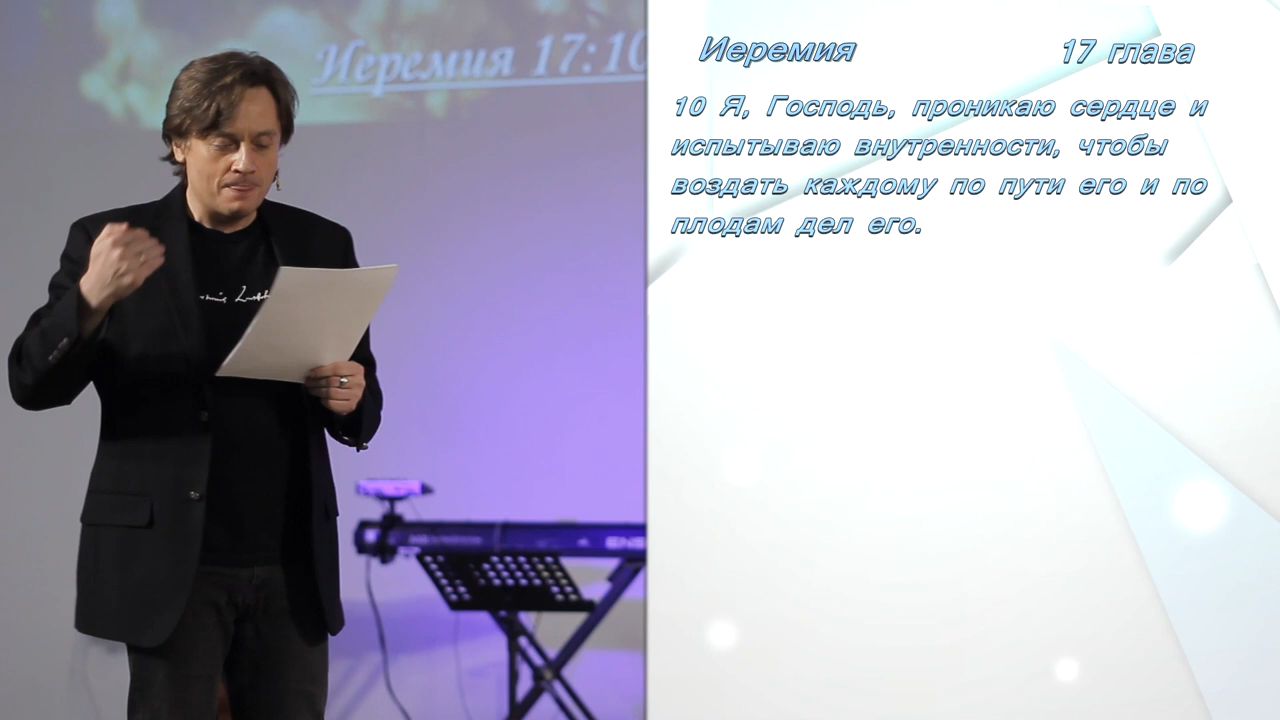 Иеремия 17:10
Иеремия 17 глава
10 Я, Господь, проникаю сердце и
испытываю внутренности, чтобы
воздать каждому по пути его и по
плодам дел его.
ENS